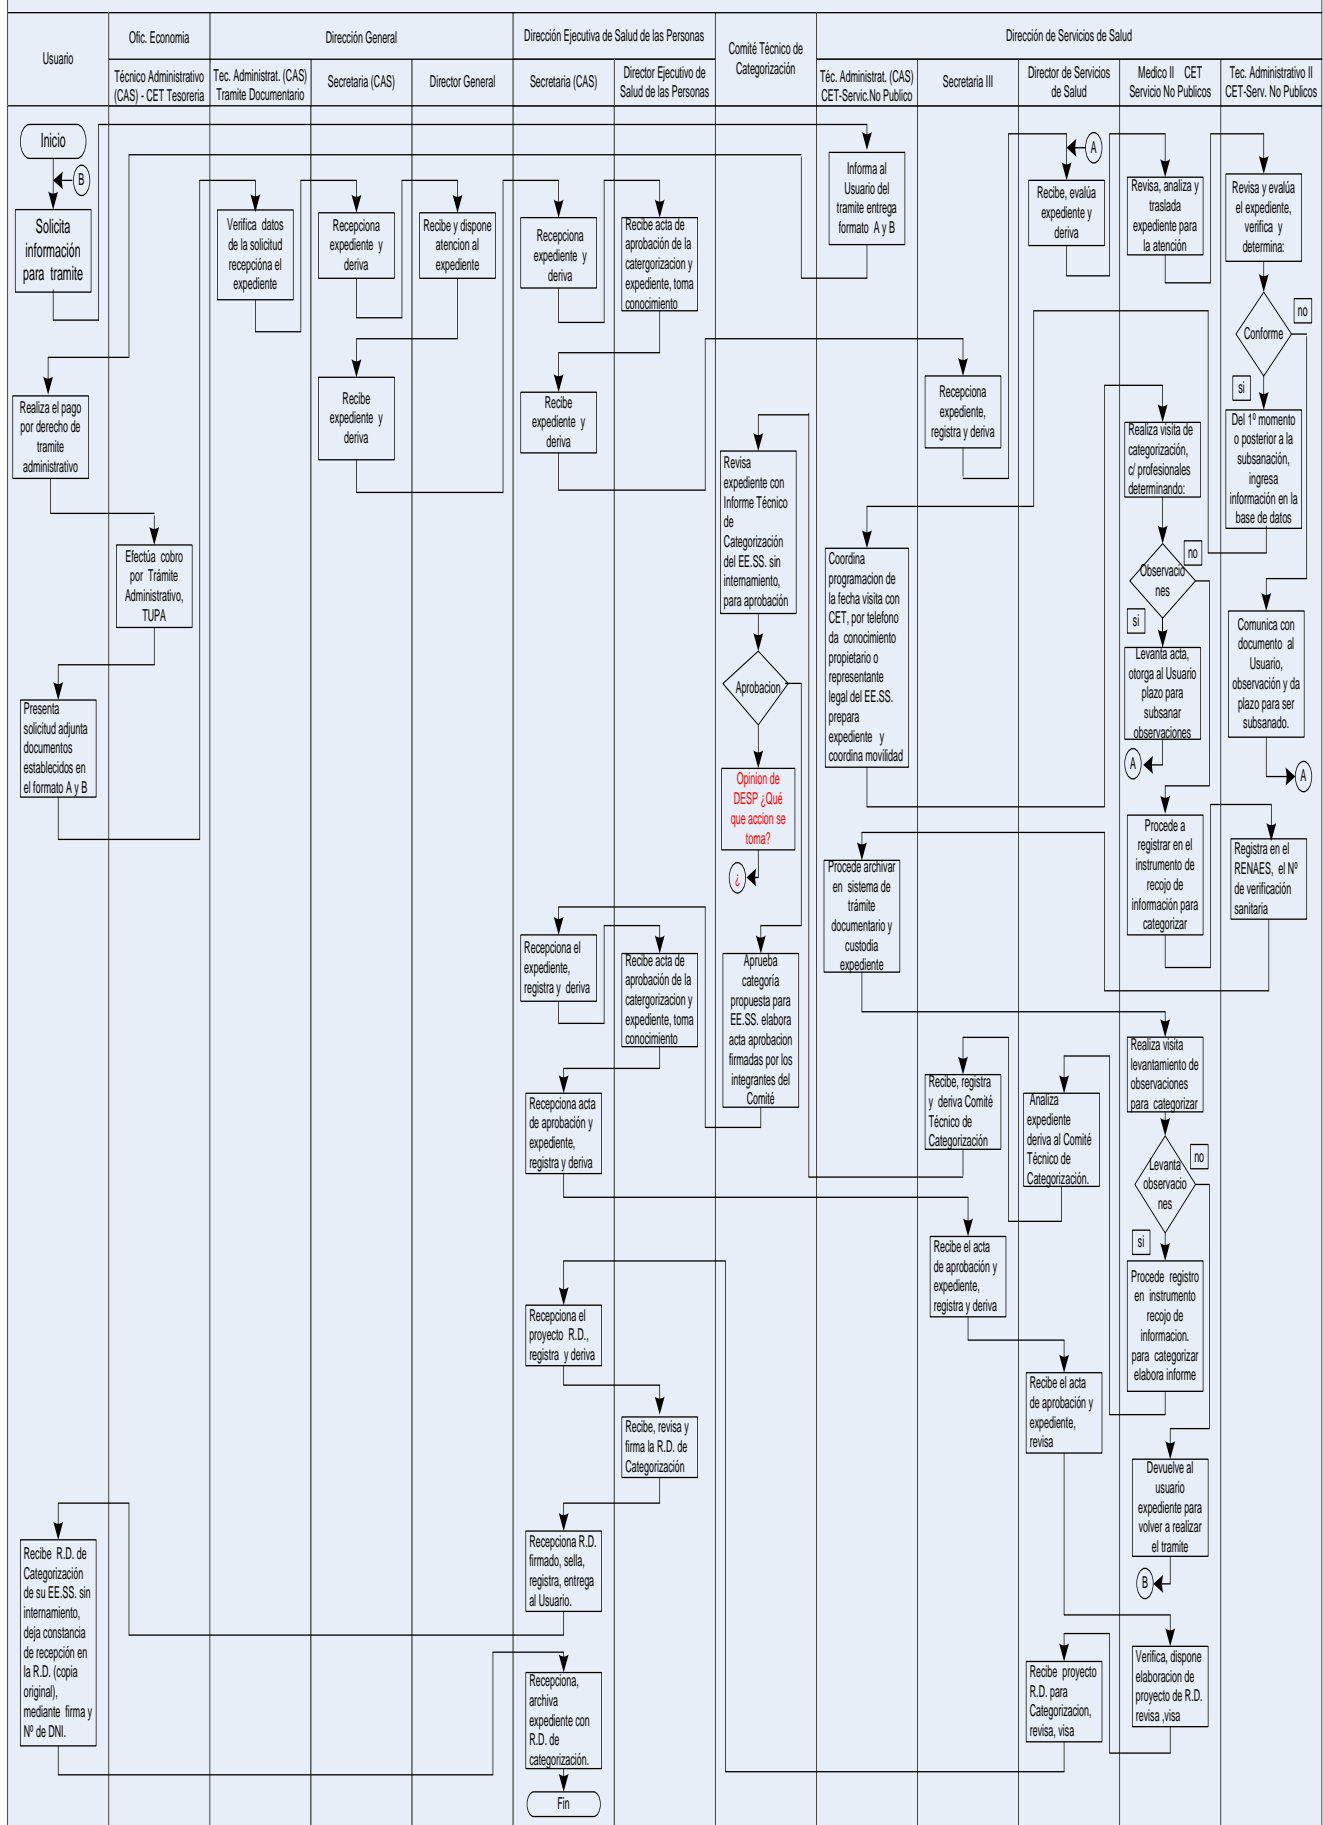 Usuario
Ofic. Economia
Dirección General
Dirección Ejecutiva de Salud de las Personas
Comité Técnico de
Categorización
Dirección de Servicios de Salud
Técnico Administrativo
(CAS) - CET Tesoreria
Tec. Administrat. (CAS)
Tramite Documentario
Secretaria (CAS)
Director General
Secretaria (CAS)
Director Ejecutivo de
Salud de las Personas
Téc. Administrat. (CAS)
CET-Servic.No Publico
Secretaria III
Director de Servicios
de Salud
Medico II CET
Servicio No Publicos
Tec. Administrativo II
CET-Serv. No Publicos
Inicio
B
Solicita
información
para tramite
Realiza el pago
por derecho de
tramite
administrativo
Presenta
solicitud adjunta
documentos
establecidos en
el formato A y B
Recibe R.D. de
Categorización
de su EE.SS. sin
internamiento,
deja constancia
de recepción en
la R.D. (copia
original),
mediante firma y
Nº de DNI.
Efectúa cobro
por Trámite
Administrativo,
TUPA
Verifica datos
de la solicitud
recepcióna el
expediente
Recepciona
expediente y
deriva
Recibe
expediente y
deriva
Recibe y dispone
atencion al
expediente
Recepciona
expediente y
deriva
Recibe
expediente y
deriva
Recepciona el
expediente,
registra y deriva
Recepciona acta
de aprobación y
expediente,
registra y deriva
Recepciona el
proyecto R.D.,
registra y deriva
Recepciona R.D.
firmado, sella,
registra, entrega
al Usuario.
Recepciona,
archiva
expediente con
R.D. de
categorización.
Fin
Recibe acta de
aprobación de la
catergorizacion y
expediente, toma
conocimiento
Recibe acta de
aprobación de la
catergorizacion y
expediente, toma
conocimiento
Recibe, revisa y
firma la R.D. de
Categorización
Revisa
expediente con
Informe Técnico
de
Categorización
del EE.SS. sin
internamiento,
para aprobación
Aprobacion
Opinion de
DESP ¿Qué
que accion se
toma?
¿
Aprueba
categoría
propuesta para
EE.SS. elabora
acta aprobacion
firmadas por los
integrantes del
Comité
Informa al
Usuario del
tramite entrega
formato A y B
Coordina
programacion de
la fecha visita con
CET, por telefono
da conocimiento
propietario o
representante
legal del EE.SS.
prepara
expediente y
coordina movilidad
Procede archivar
en sistema de
trámite
documentario y
custodia
expediente
Recepciona
expediente,
registra y deriva
Recibe, registra
y deriva Comité
Técnico de
Categorización
Recibe el acta
de aprobación y
expediente,
registra y deriva
A
Recibe, evalúa
expediente y
deriva
Analiza
expediente
deriva al Comité
Técnico de
Categorización.
Recibe el acta
de aprobación y
expediente,
revisa
Recibe proyecto
R.D. para
Categorizacion,
revisa, visa
Revisa, analiza y
traslada
expediente para
la atención
Realiza visita de
categorización,
c/ profesionales
determinando:
no
Observacio
nes
si
Levanta acta,
otorga al Usuario
plazo para
subsanar
observaciones
A
Procede a
registrar en el
instrumento de
recojo de
información para
categorizar
Realiza visita
levantamiento de
observaciones
para categorizar
no
Levanta
observacio
nes
si
Procede registro
en instrumento
recojo de
informacion.
para categorizar
elabora informe
Devuelve al
usuario
expediente para
volver a realizar
el tramite
B
Verifica, dispone
elaboracion de
proyecto de R.D.
revisa ,visa
Revisa y evalúa
el expediente,
verifica y
determina:
no
Conforme
si
Del 1º momento
o posterior a la
subsanación,
ingresa
información en la
base de datos
Comunica con
documento al
Usuario,
observación y da
plazo para ser
subsanado.
A
Registra en el
RENAES, el Nº
de verificación
sanitaria